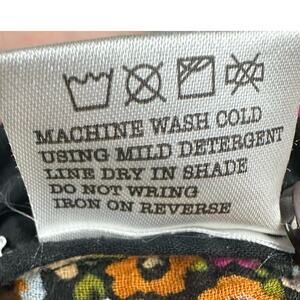 MACHINE WASH COLD
USING MILD DETERGENT
LINE DRY IN SHADE
DO NOT WRING
IRON ON REVERSE